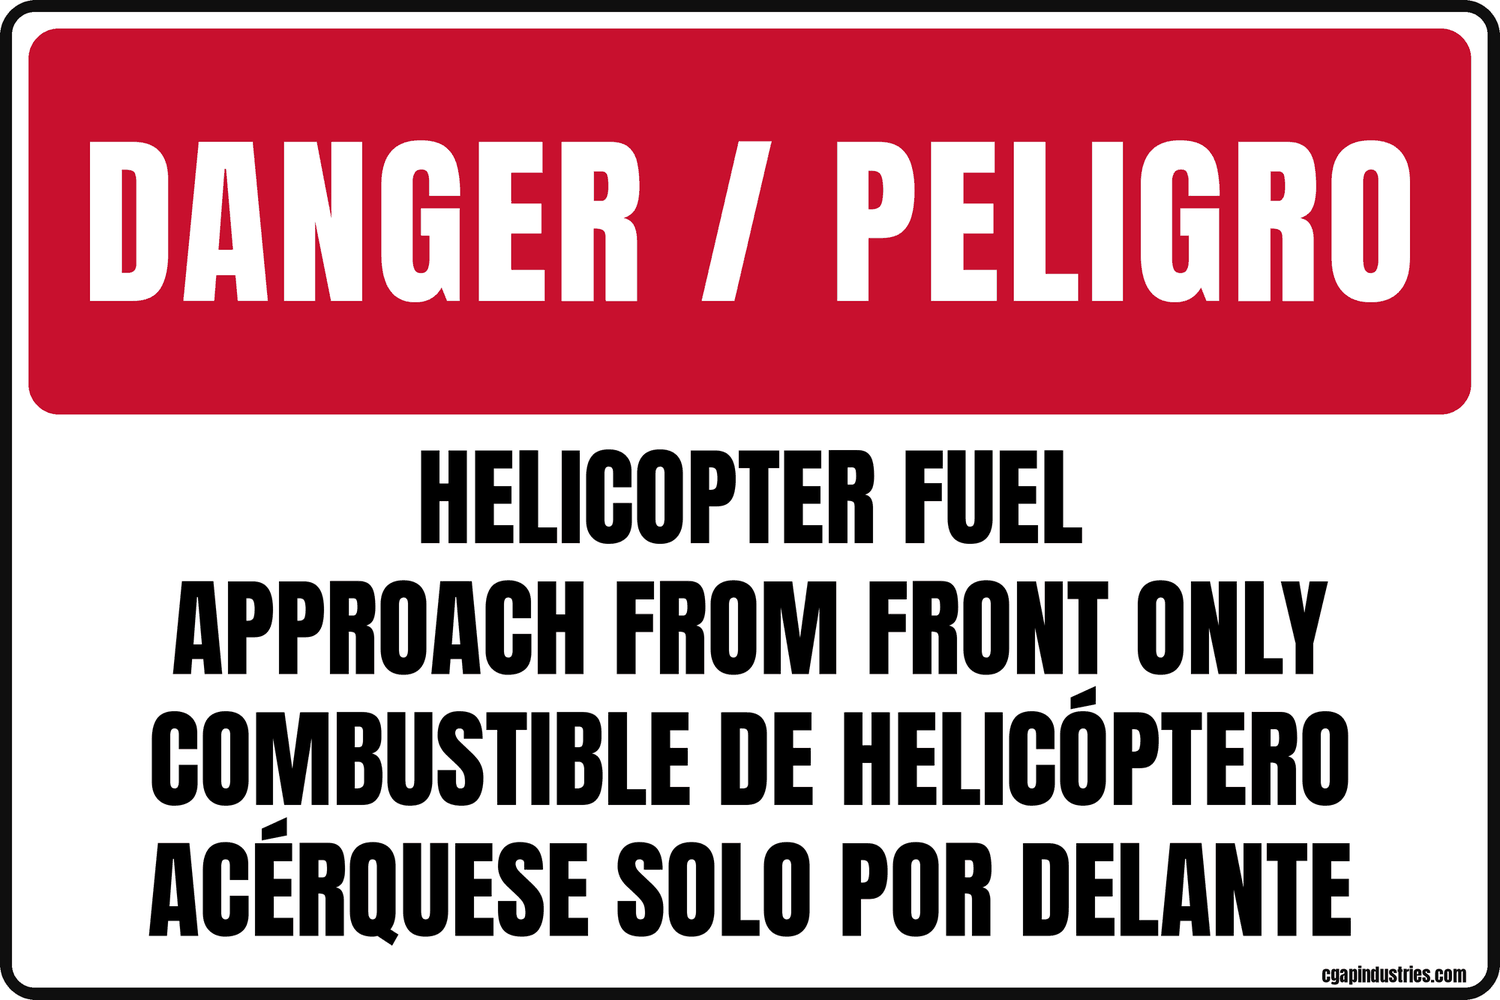 DANGER / PELIGRO
HELICOPTER FUEL
APPROACH FROM FRONT ONLY
COMBUSTIBLE DE HELICÓPTERO
ACÉRQUESE SOLO POR DELANTE
cgapindustries.com